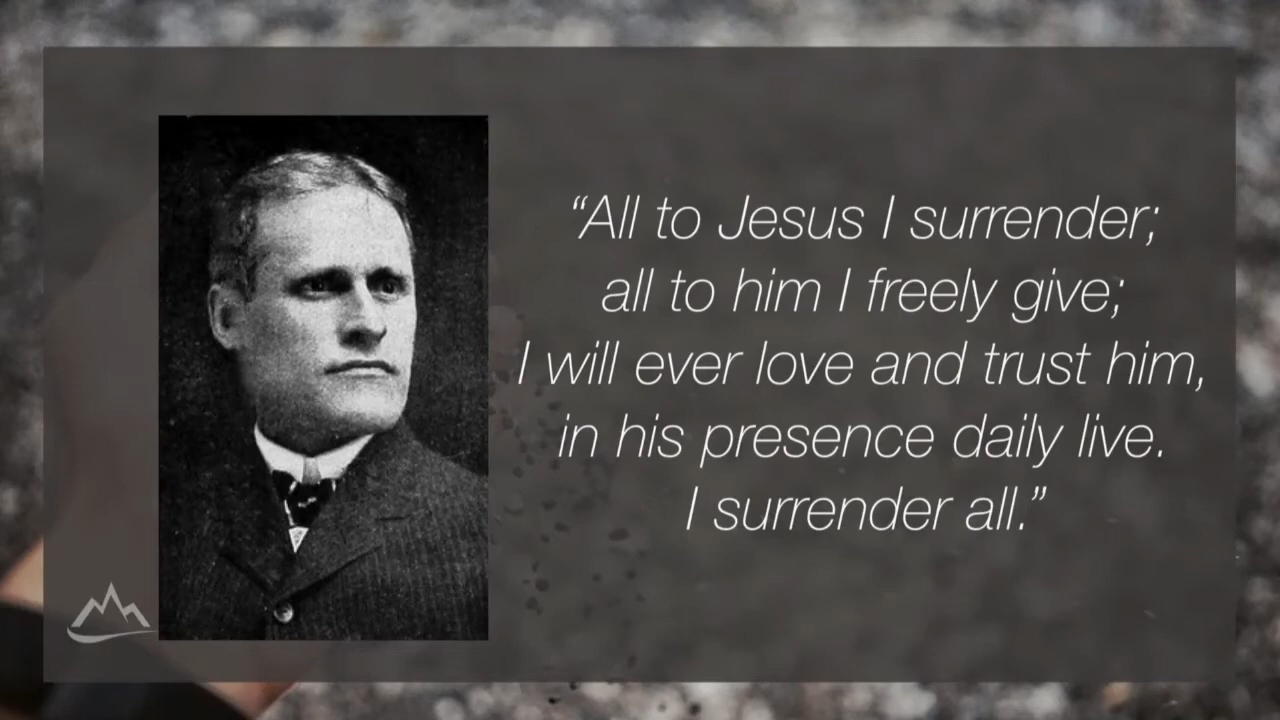 “All to Jesus I surrender;
all to him I freely give;
I will ever love and trust him,
in his presence daily live.
I surrender all.”